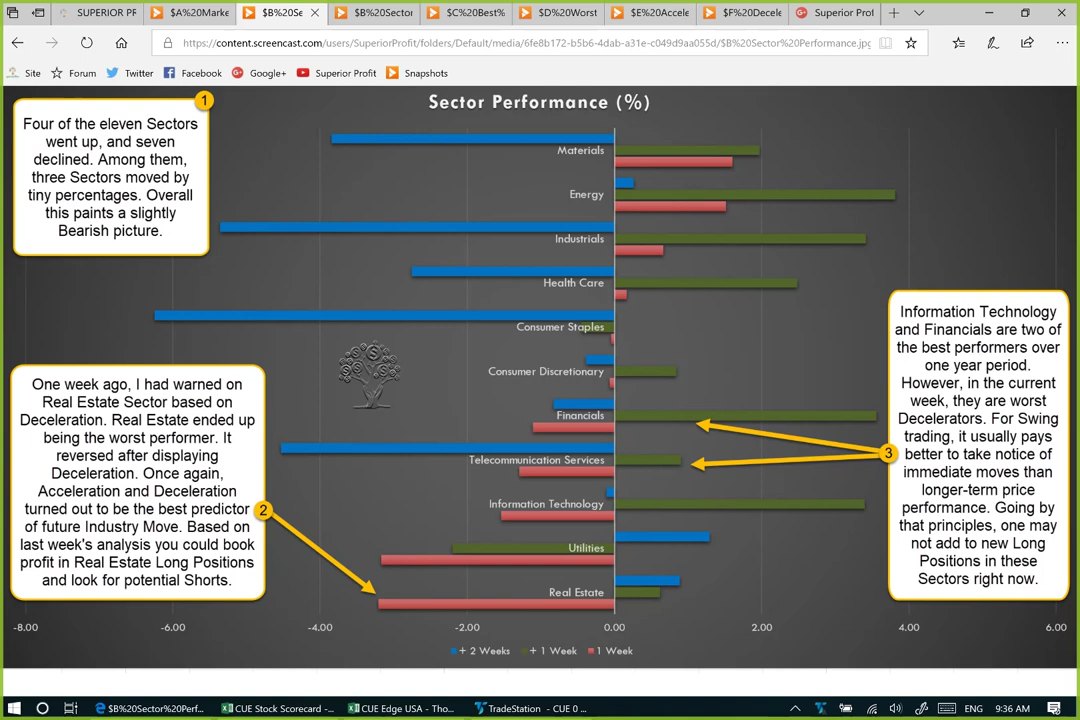 SUPERIOR PR
$A%20Marke
$B%20Se
$B%20Sector
$C%20Best%
$D%20Worst
$E%20Accele
$F%20Decele
Superior Prof
https://content.screencast.com/users/SuperiorProfit/folders/Default/media/6fe8b172-b5b6-4dab-a31e-c049d9aa055d/$B%20Sector%20Performance.jpg
Site
Forum
Twitter
Facebook
Google+
Superior Profit
Snapshots
Sector Performance (%)
1
Four of the eleven Sectors
went up, and seven
declined. Among them,
three Sectors moved by
tiny percentages. Overall
this paints a slightly
Bearish picture.
Materials
Energy
Industrials
Health Care
Consumer Staples
Consumer Discretionary
Financials
Telecommunication Services
Information Technology
Utilities
Real Estate
One week ago, I had warned on
Real Estate Sector based on
Deceleration. Real Estate ended up
being the worst performer. It
reversed after displaying
Deceleration. Once again,
Acceleration and Deceleration
turned out to be the best predictor
of future Industry Move. Based on
last week's analysis you could book
profit in Real Estate Long Positions
and look for potential Shorts.
2
Information Technology
and Financials are two of
the best performers over
one year period.
However, in the current
week, they are worst
Decelerators. For Swing
trading, it usually pays
better to take notice of
immediate moves than
longer-term price
performance. Going by
that principles, one may
not add to new Long
Positions in these
Sectors right now.
3
-8.00 -6.00 -4.00 -2.00 0.00 2.00 4.00 6.00
+ 2 Weeks + 1 Week 1 Week
$B%20Sector%20Perf...
CUE Stock Scorecard -...
CUE Edge USA - Tho...
TradeStation - CUE 0 ...
ENG
9:36 AM